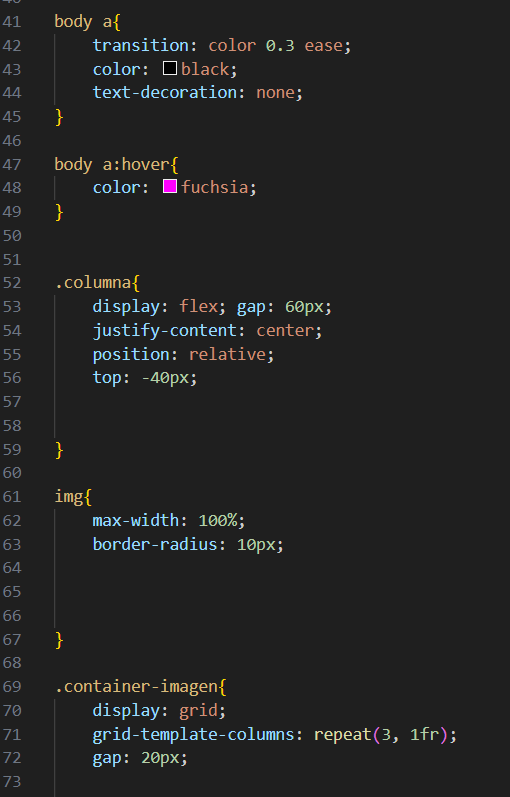 41 body a{
42 transition: color 0.3 ease;
43 color: black;
44 text-decoration: none;
45 }
46
47 body a:hover{
48 color: fuchsia;
49 }
50
51
52 .columna{
53 display: flex; gap: 60px;
54 justify-content: center;
55 position: relative;
56 top: -40px;
57
58
59 }
60
61 img{
62 max-width: 100%;
63 border-radius: 10px;
64
65
66
67 }
68
69 .container-imagen{
70 display: grid;
71 grid-template-columns: repeat(3, 1fr);
72 gap: 20px;
73